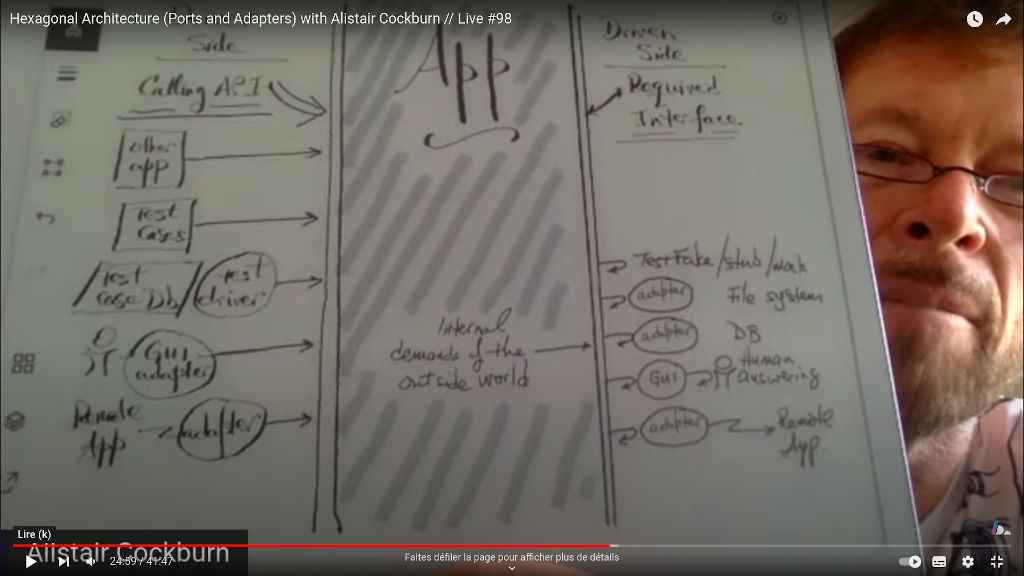 Hexagonal Architecture (Ports and Adapters) with Alistair Cockburn // Live #98
Side
Calling API
other
app
Test
Cases
Test
Case Db
test
driver
GUI
adapter
Remote
App
adapter
App
Internal
demands of the
outside world
Driven
Side
Required
Interface
Test Fake/stub/mock
adapter
File system
adapter
DB
GUI
Human
answering
adapter
Remote
App.
Lire (k)
Alistair Cockburn
24:59 / 41:47
Faites défiler la page pour afficher plus de détails